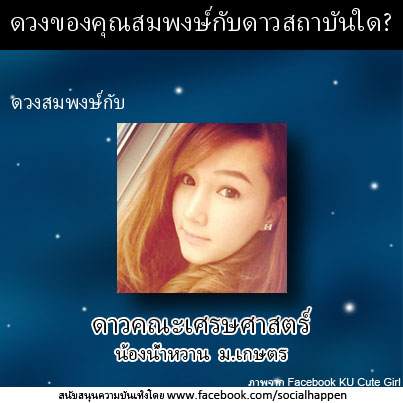 ดวงของคุณสมพงษ์กับดาวสถาบันใด?
ดวงสมพงษ์กับ
ดาวคณะเศรษศาสตร์
น้องน้ำหวาน ม.เกษตร
ภาพจาก Facebook KU Cute Girl
สนับสนุนความบันเทิงโดย www.facebook.com/socialhappen